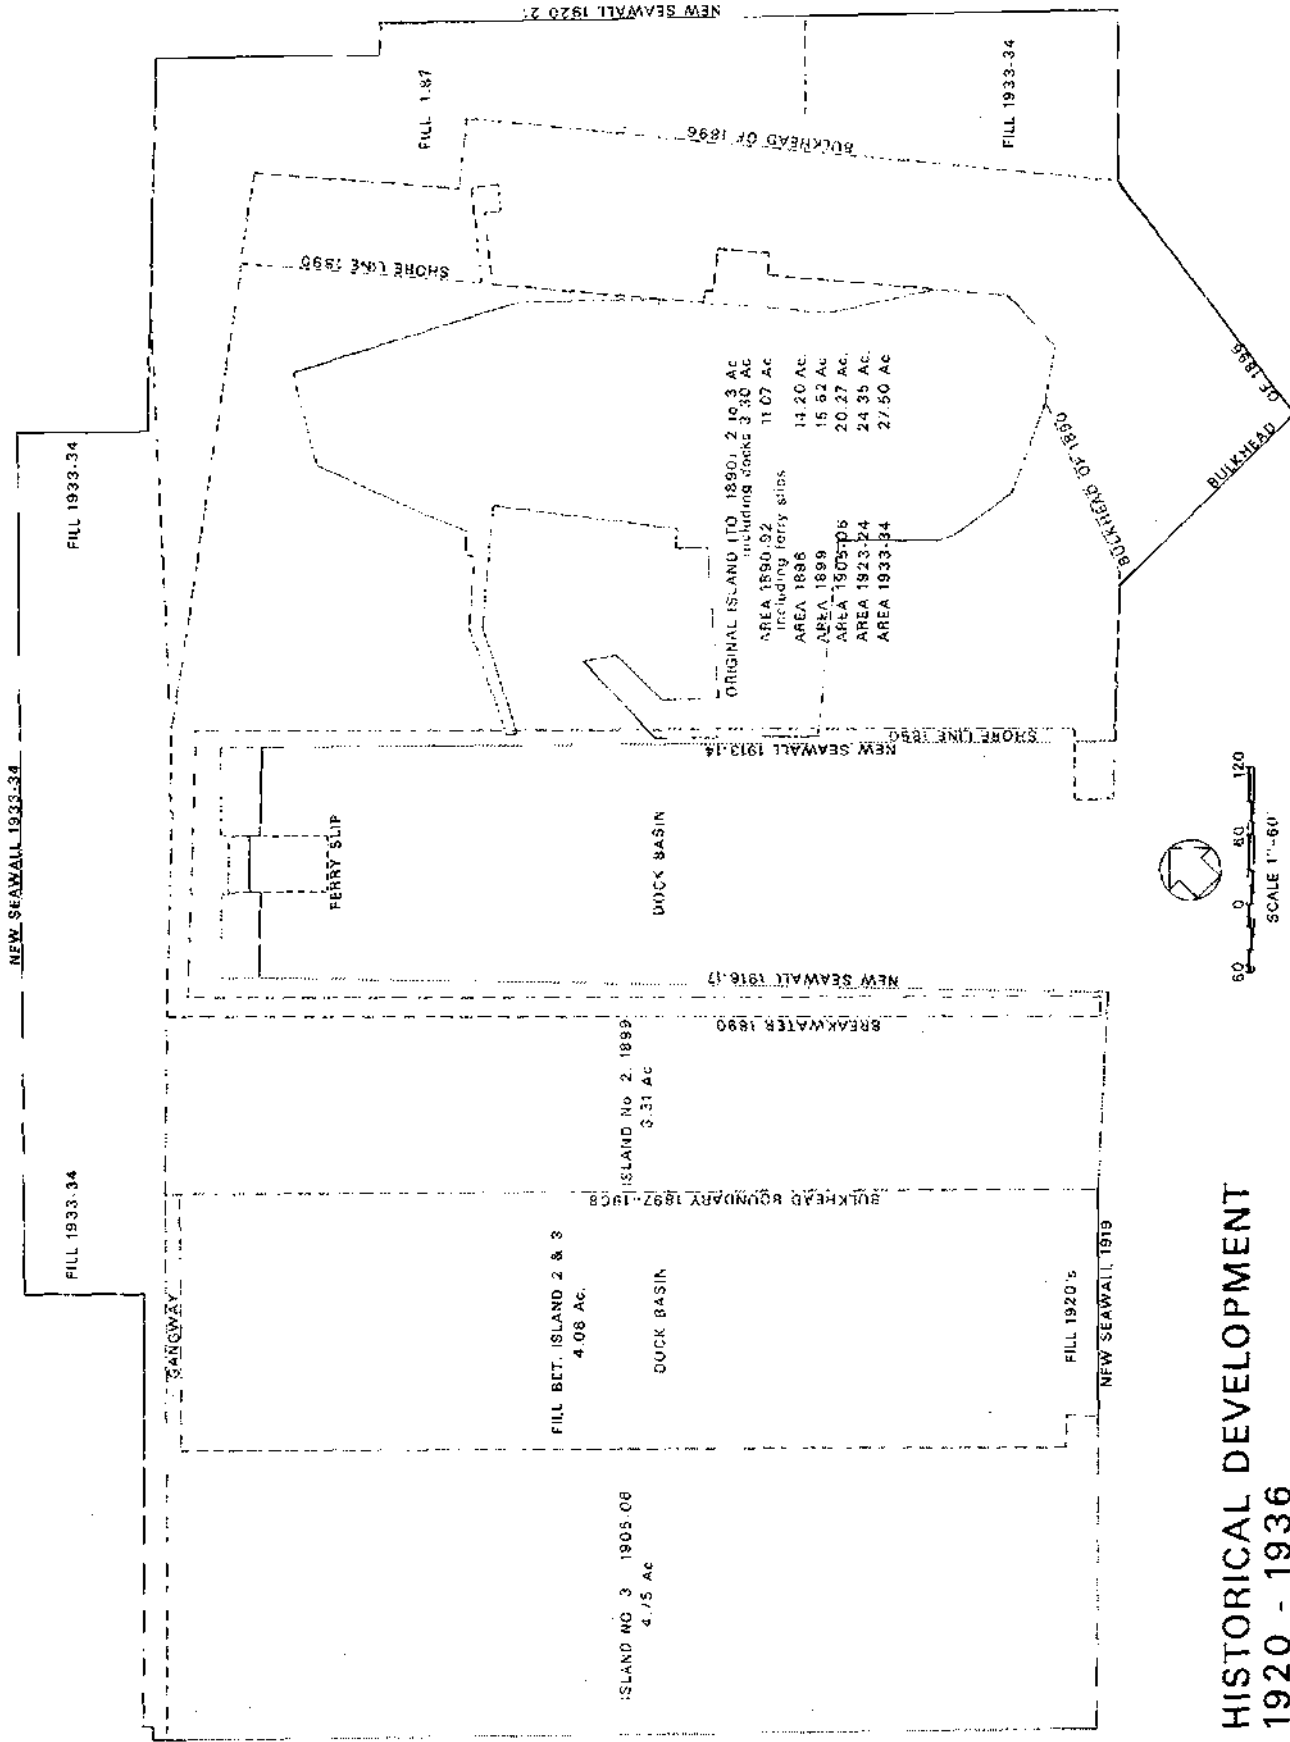 NEW SEAWALL 1933-34
NEW SEAWALL 1920-2
FILL 1933-34
FILL 1933-34
FILL 1933-34
FILL
BULKHEAD OF 1896
SHORE LINE 1890
ORIGINAL ISLAND (TO 1890) 2 to 3 Ac
including docks 3.30 Ac
AREA 1890-92 11.07 Ac
including ferry slips
AREA 1896 14.20 Ac.
AREA 1899 15.62 Ac
AREA 1905-06 20.27 Ac.
AREA 1923-24 24.35 Ac.
AREA 1933-34 27.50 Ac
BULKHEAD OF 1890
BULKHEAD OF 1896
SHORE LINE 1890
NEW SEAWALL 1913-14
FERRY SLIP
DOCK BASIN
NEW SEAWALL 1916-17
BREAKWATER 1890
ISLAND No 2. 1899
3.31 Ac
BULKHEAD BOUNDARY 1897-1908
GANGWAY
FILL BET. ISLAND 2 & 3
4.08 Ac.
DOCK BASIN
FILL 1920's
NEW SEAWALL 1919
ISLAND NO 3 1905-06
4.75 Ac
60 0 60 120
SCALE 1"-60'
HISTORICAL DEVELOPMENT
1920 - 1936